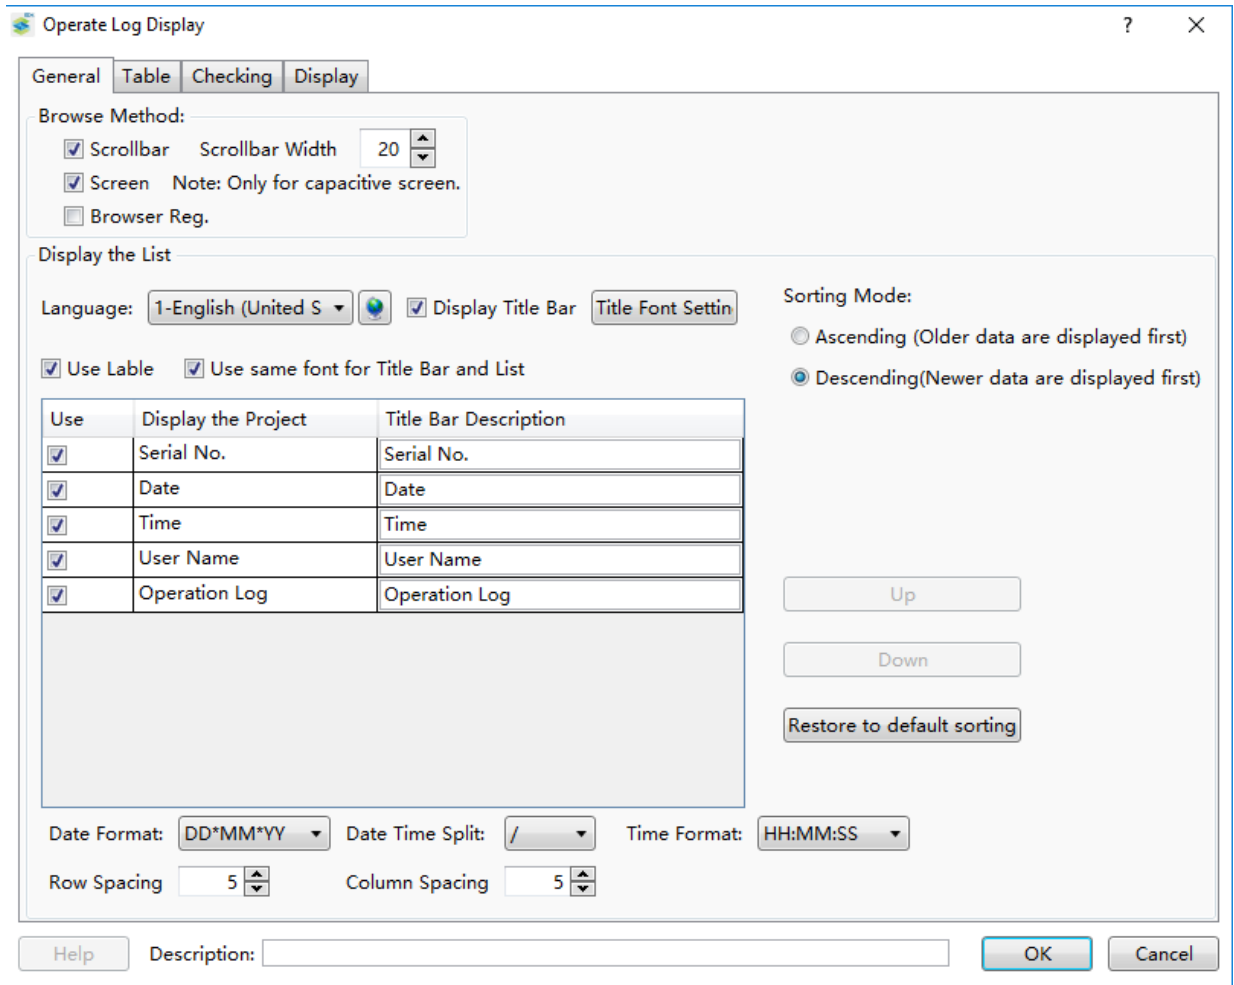 Operate Log Display ?
General Table Checking Display
Browse Method:
Scrollbar Scrollbar Width 20
Screen Note: Only for capacitive screen.
Browser Reg.
Display the List
Language: 1-English (United S Display Title Bar Title Font Settin
Sorting Mode:
Ascending (Older data are displayed first)
Descending(Newer data are displayed first)
Use Lable Use same font for Title Bar and List
Use Display the Project Title Bar Description
Serial No. Serial No.
Date Date
Time Time
User Name User Name
Operation Log Operation Log
Up
Down
Restore to default sorting
Date Format: DD*MM*YY Date Time Split: / Time Format: HH:MM:SS
Row Spacing 5 Column Spacing 5
Help Description: OK Cancel